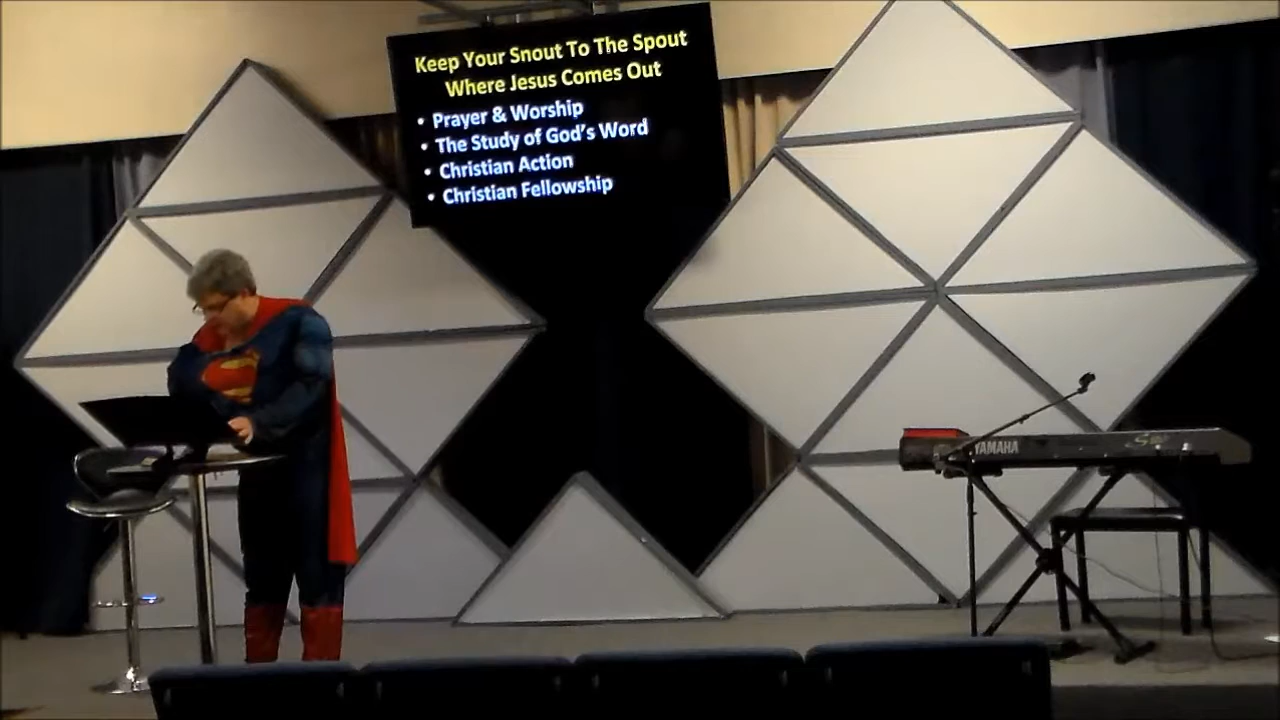 Keep Your Snout To The Spout
Where Jesus Comes Out
• Prayer & Worship
• The Study of God's Word
• Christian Action
• Christian Fellowship
S
YAMAHA